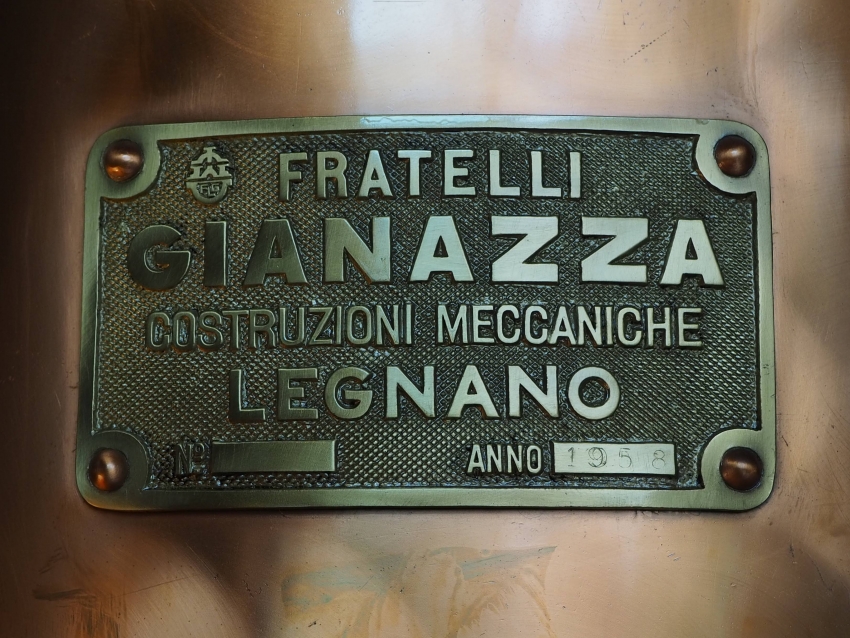 FRATELLI
GIANAZZA
COSTRUZIONI MECCANICHE
LEGNANO
Nº ANNO 1958